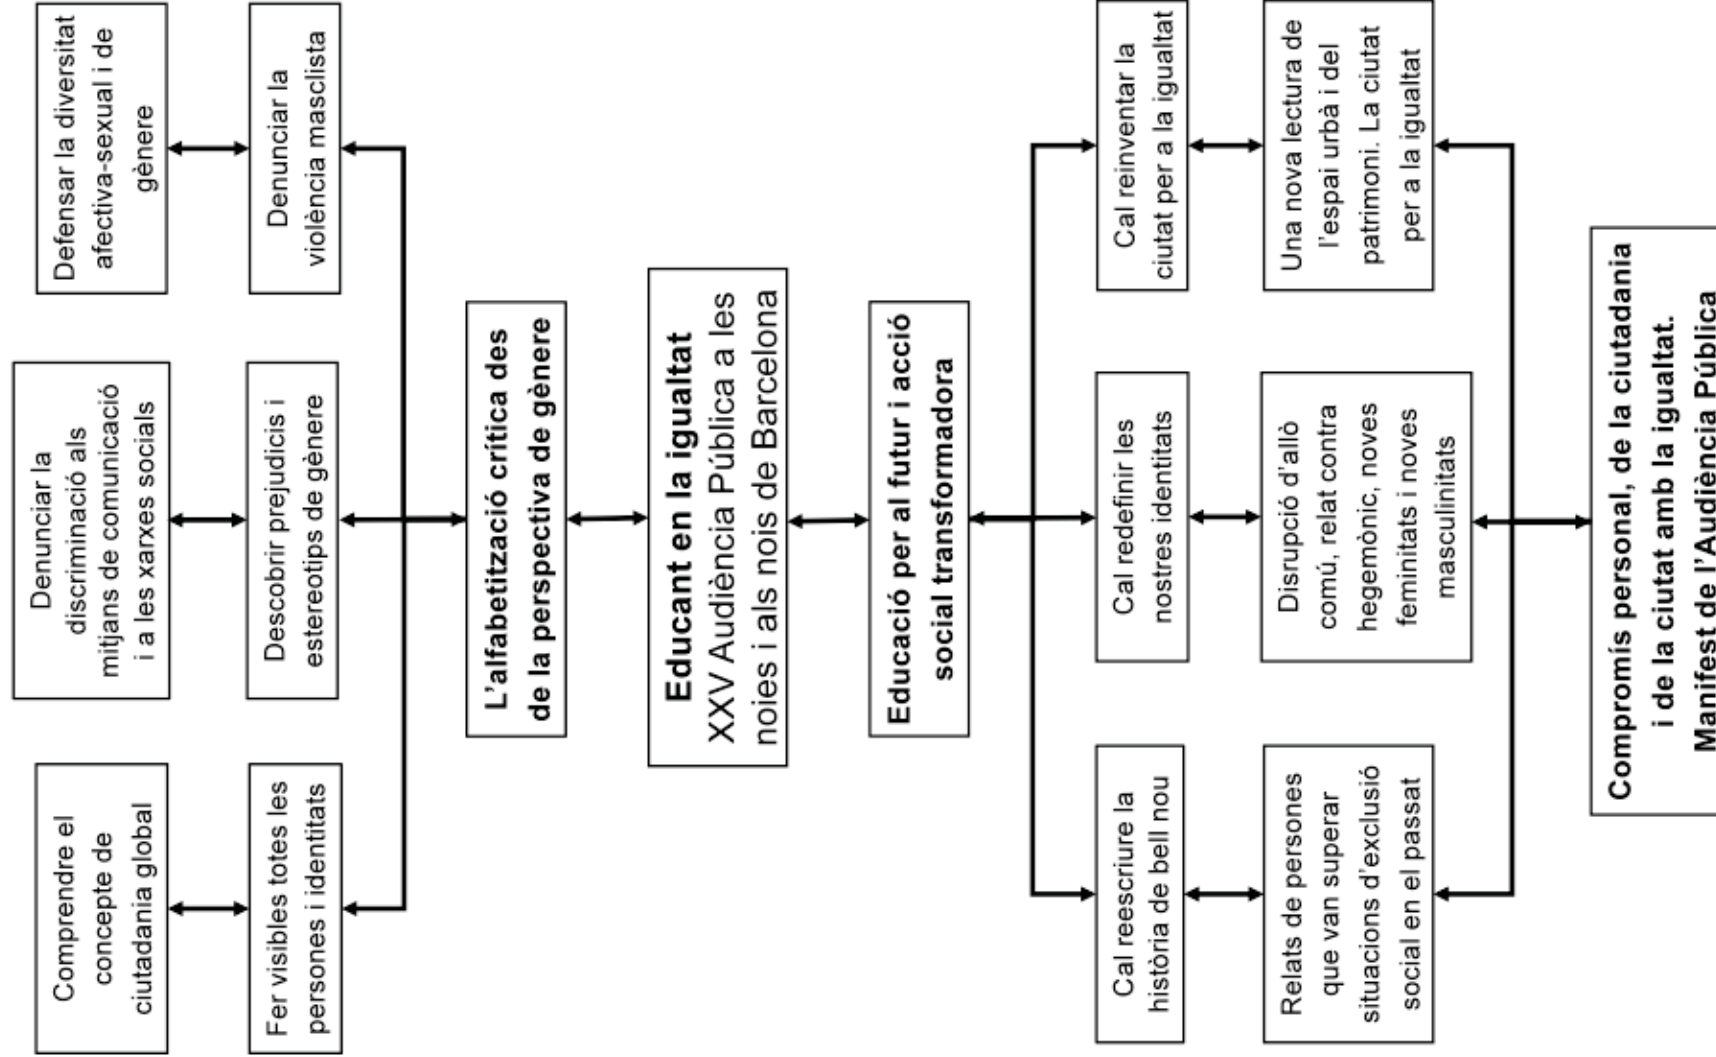 Comprendre el
concepte de
ciutadania global
Denunciar la
discriminació als
mitjans de comunicació
i a les xarxes socials
Defensar la diversitat
afectiva-sexual i de
gènere
Fer visibles totes les
persones i identitats
Descobrir prejudicis i
estereotips de gènere
Denunciar la
violència masclista
L'alfabetització crítica des
de la perspectiva de gènere
Educant en la igualtat
XXV Audiència Pública a les
noies i als nois de Barcelona
Educació per al futur i acció
social transformadora
Cal reescriure la
història de bell nou
Cal redefinir les
nostres identitats
Cal reinventar la
ciutat per a la igualtat
Relats de persones
que van superar
situacions d'exclusió
social en el passat
Disrupció d'allò
comú, relat contra
hegemònic, noves
feminitats i noves
masculinitats
Una nova lectura de
l'espai urbà i del
patrimoni. La ciutat
per a la igualtat
Compromís personal, de la ciutadania
i de la ciutat amb la igualtat.
Manifest de l'Audiència Pública